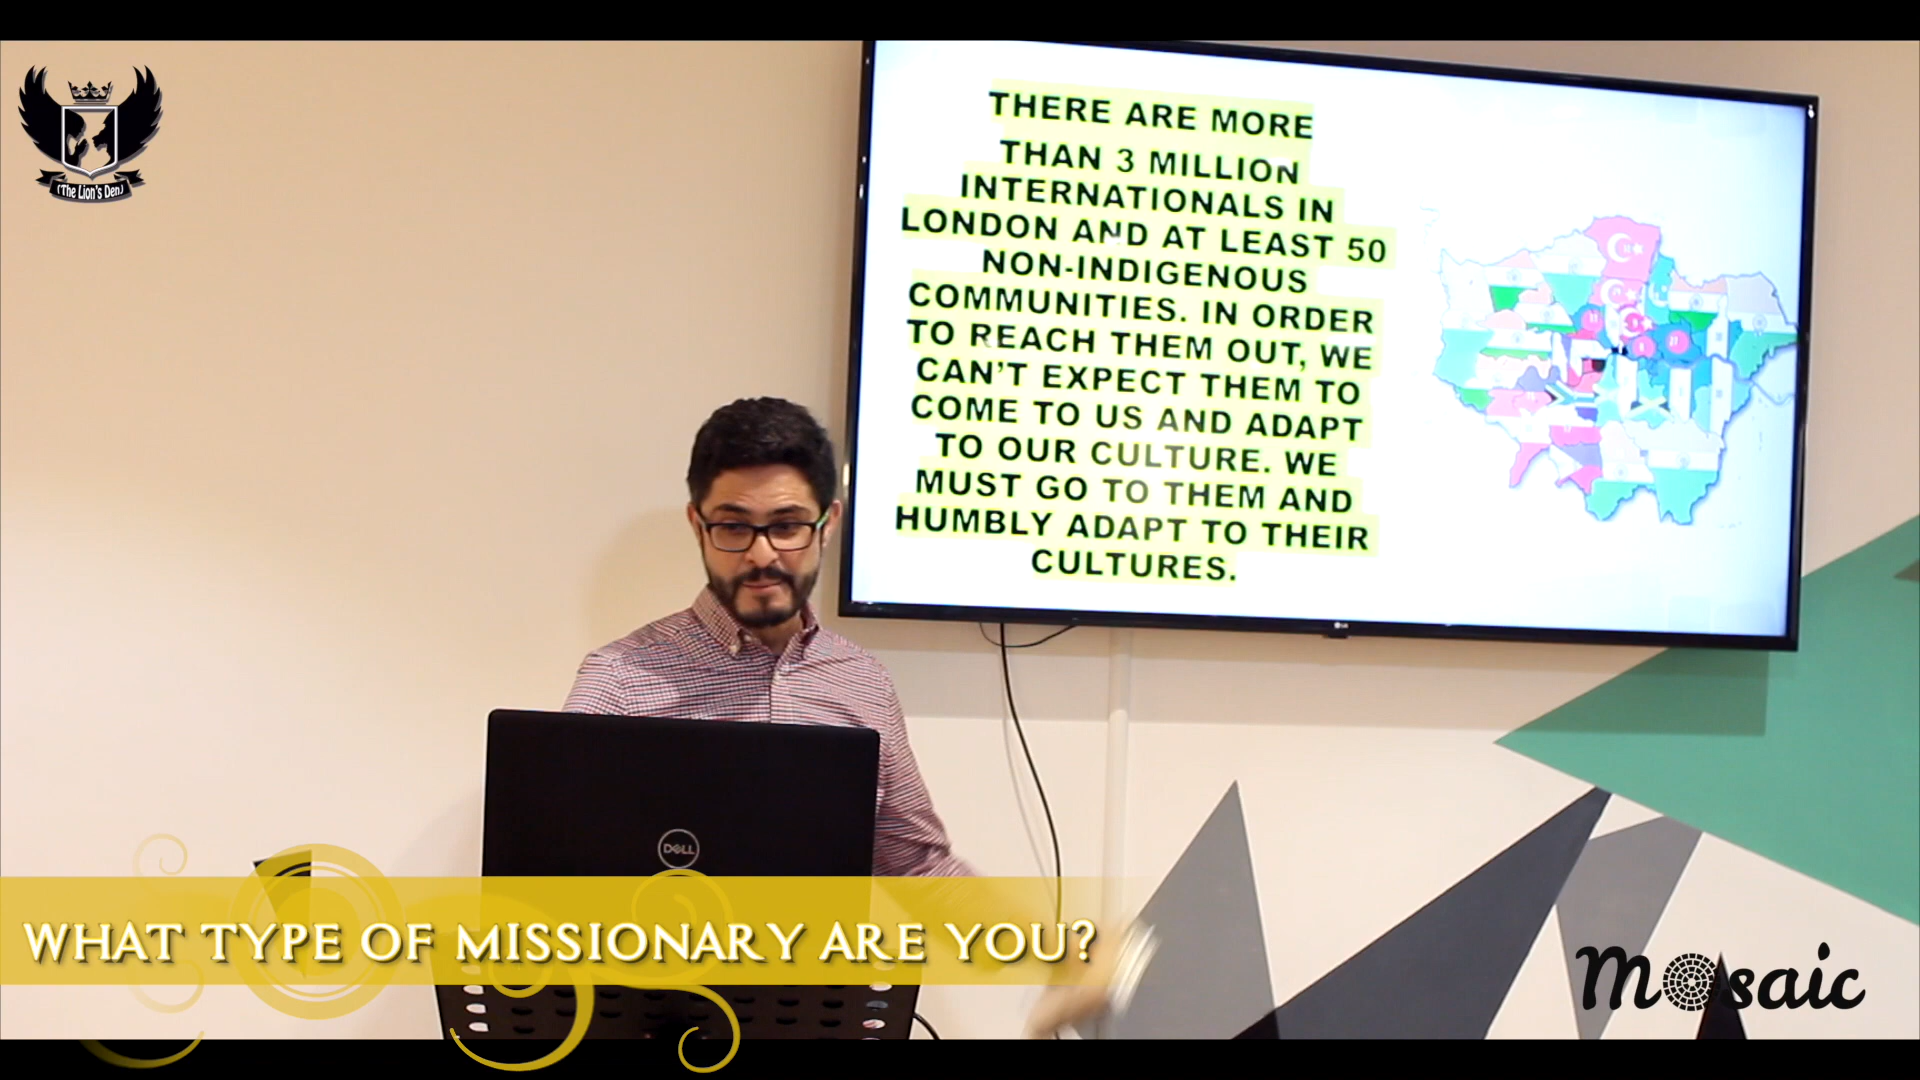 (The Lion's Den)
THERE ARE MORE
THAN 3 MILLION
INTERNATIONALS IN
LONDON AND AT LEAST 50
NON-INDIGENOUS
COMMUNITIES. IN ORDER
TO REACH THEM OUT, WE
CAN'T EXPECT THEM TO
COME TO US AND ADAPT
TO OUR CULTURE. WE
MUST GO TO THEM AND
HUMBLY ADAPT TO THEIR
CULTURES.
LG
DELL
WHAT TYPE OF MISSIONARY ARE YOU?
Mosaic